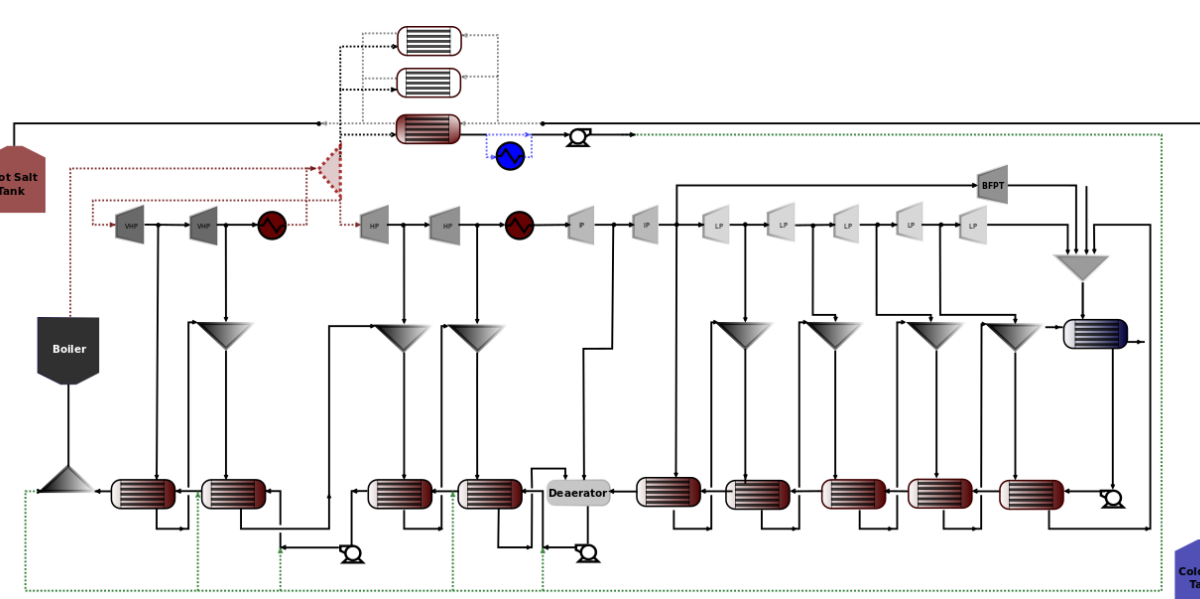 ot Salt
Tank
BFPT
VHP
VHP
HP
HP
IP
IP
LP
LP
LP
LP
LP
Boiler
Deaerator
Col
Ta